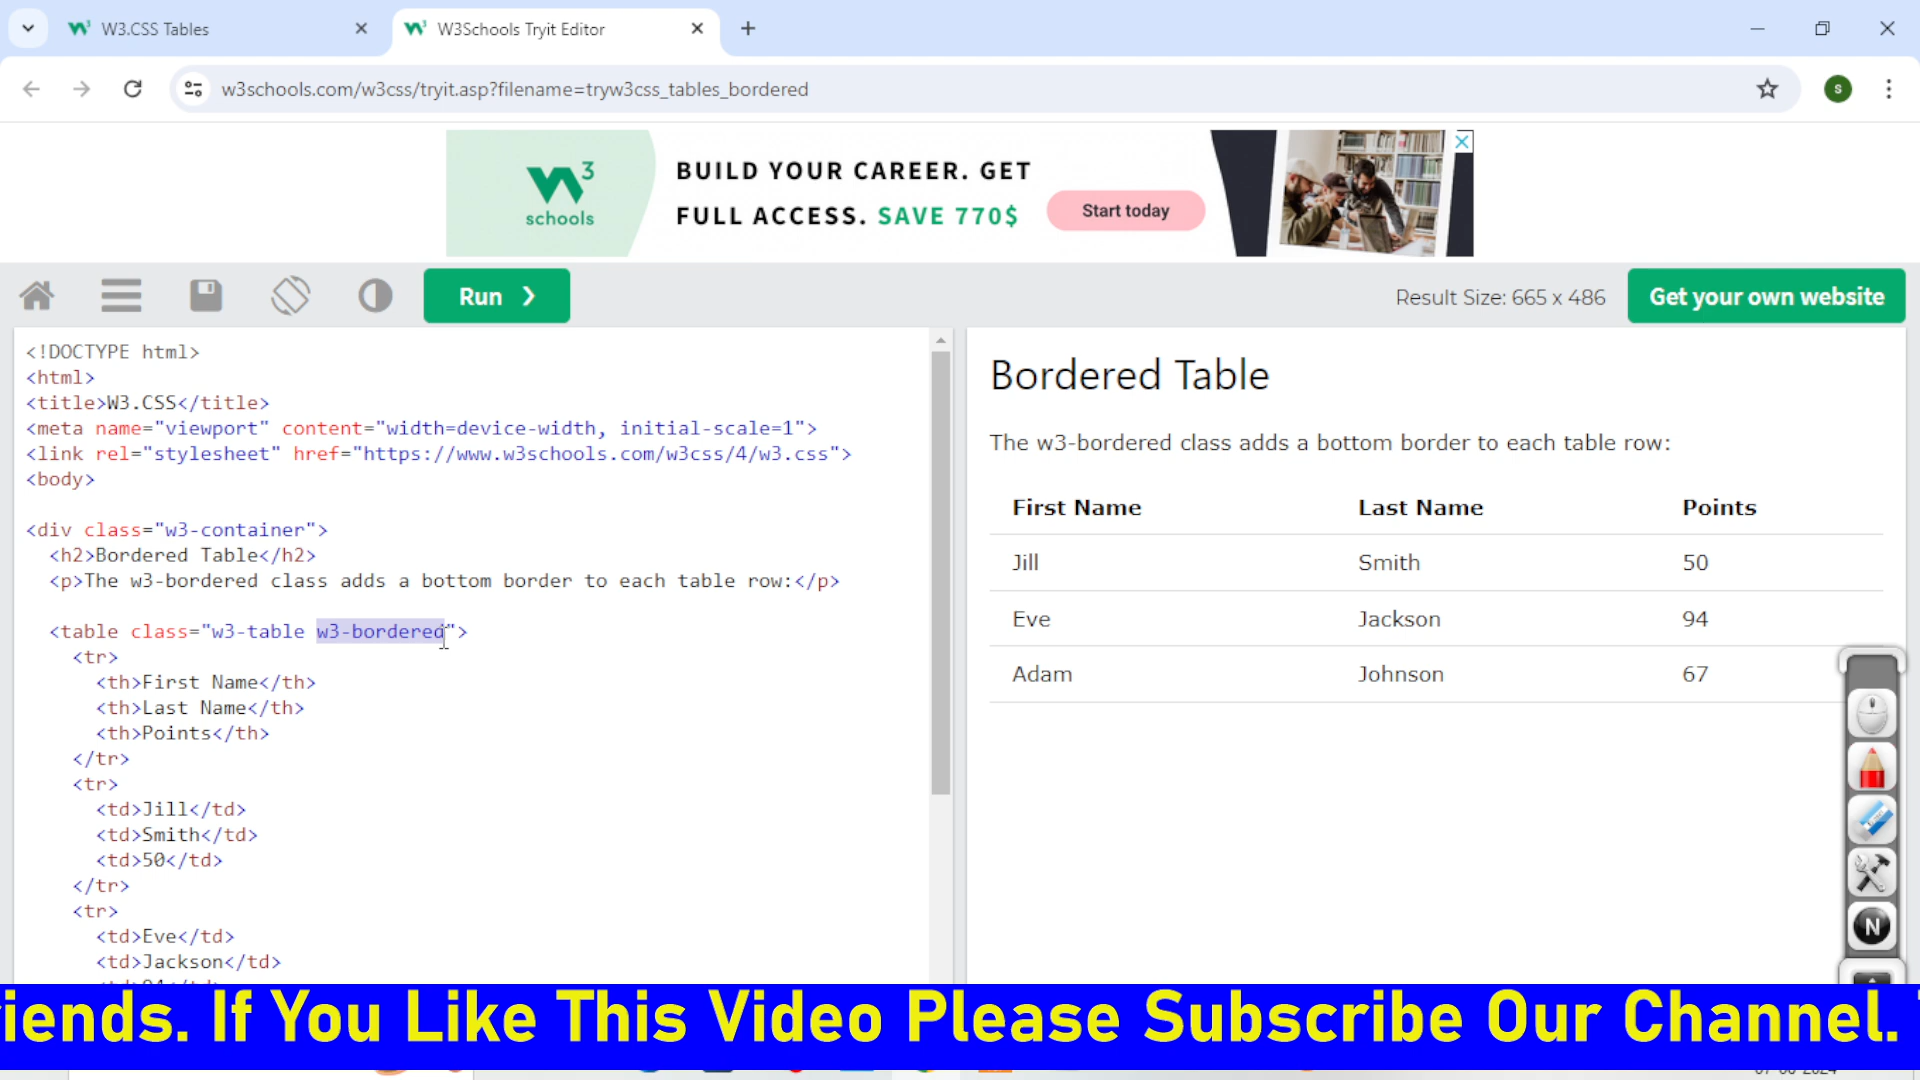 W3.CSS Tables
W3Schools Tryit Editor
w3schools.com/w3css/tryit.asp?filename=tryw3css_tables_bordered
S
3
schools
BUILD YOUR CAREER. GET
FULL ACCESS. SAVE 770$
Start today
Run ❯
Result Size: 665 x 486
Get your own website
<!DOCTYPE html>
<html>
<title>W3.CSS</title>
<meta name="viewport" content="width=device-width, initial-scale=1">
<link rel="stylesheet" href="https://www.w3schools.com/w3css/4/w3.css">
<body>
<div class="w3-container">
<h2>Bordered Table</h2>
<p>The w3-bordered class adds a bottom border to each table row:</p>
<table class="w3-table w3-bordered">
<tr>
<th>First Name</th>
<th>Last Name</th>
<th>Points</th>
</tr>
<tr>
<td>Jill</td>
<td>Smith</td>
<td>50</td>
</tr>
<tr>
<td>Eve</td>
<td>Jackson</td>
Bordered Table
The w3-bordered class adds a bottom border to each table row:
First Name Last Name Points
Jill Smith 50
Eve Jackson 94
Adam Johnson 67
N
iends. If You Like This Video Please Subscribe Our Channel.